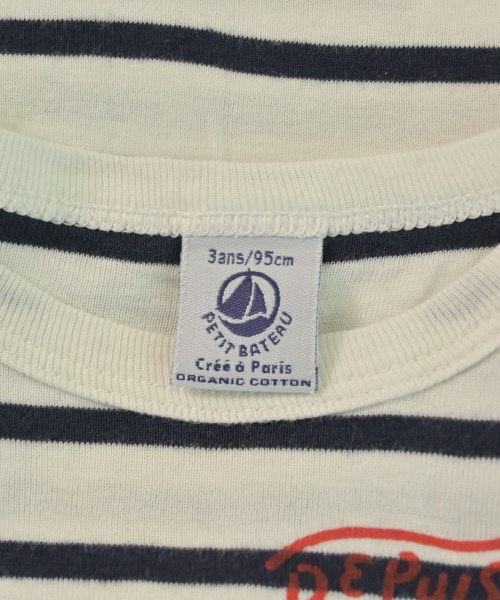 3ans/95cm
PETIT BATEAU
Créé à Paris
ORGANIC COTTON
DEPUIS